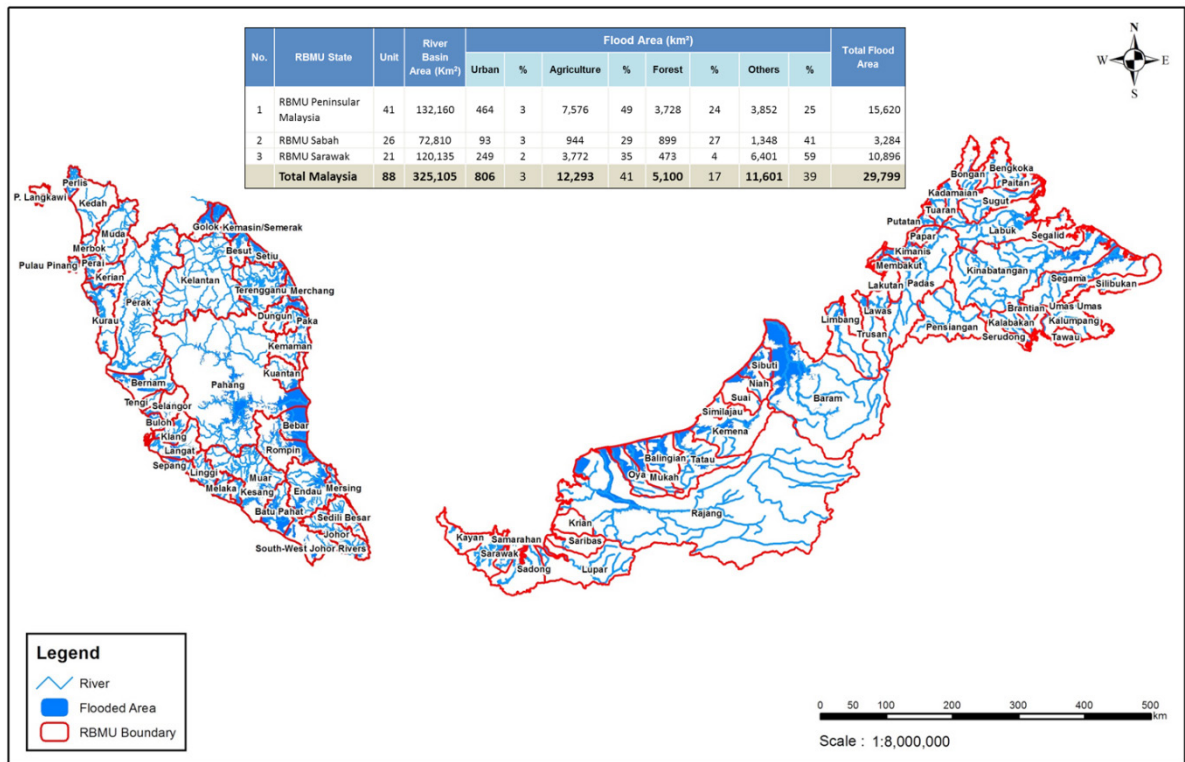 No. RBMU State Unit River Basin Area (Km²) Flood Area (km²) Total Flood Area
Urban % Agriculture % Forest % Others %
1 RBMU Peninsular Malaysia 41 132,160 464 3 7,576 49 3,728 24 3,852 25 15,620
2 RBMU Sabah 26 72,810 93 3 944 29 899 27 1,348 41 3,284
3 RBMU Sarawak 21 120,135 249 2 3,772 35 473 4 6,401 59 10,896
Total Malaysia 88 325,105 806 3 12,293 41 5,100 17 11,601 39 29,799
N
W E
S
Perlis
P. Langkawi
Kedah
Muda
Merbok
Pulau Pinang
Perai
Kerian
Kurau
Perak
Golok
Kemasin/Semerak
Besut
Setiu
Kelantan
Terengganu
Merchang
Dungun
Paka
Kemaman
Kuantan
Pahang
Bernam
Tengi
Selangor
Buloh
Klang
Langat
Sepang
Linggi
Melaka
Bebar
Rompin
Muar
Kesang
Endau
Mersing
Batu Pahat
Sedili Besar
Johor
South-West Johor Rivers
Kayan
Samarahan
Sarawak
Sadong
Lupar
Saribas
Krian
Rajang
Oya
Mukah
Balingian
Tatau
Kemena
Similajau
Suai
Niah
Sibuti
Baram
Limbang
Trusan
Lawas
Bongan
Bengkoka
Paitan
Kadamaian
Tuaran
Sugut
Putatan
Papar
Labuk
Segalid
Kimanis
Membakut
Kinabatangan
Lakutan
Padas
Segama
Silibukan
Pensiangan
Brantian
Umas Umas
Kalabakan
Kalumpang
Serudong
Tawau
Legend
River
Flooded Area
RBMU Boundary
0 50 100 200 300 400 500
km
Scale : 1:8,000,000